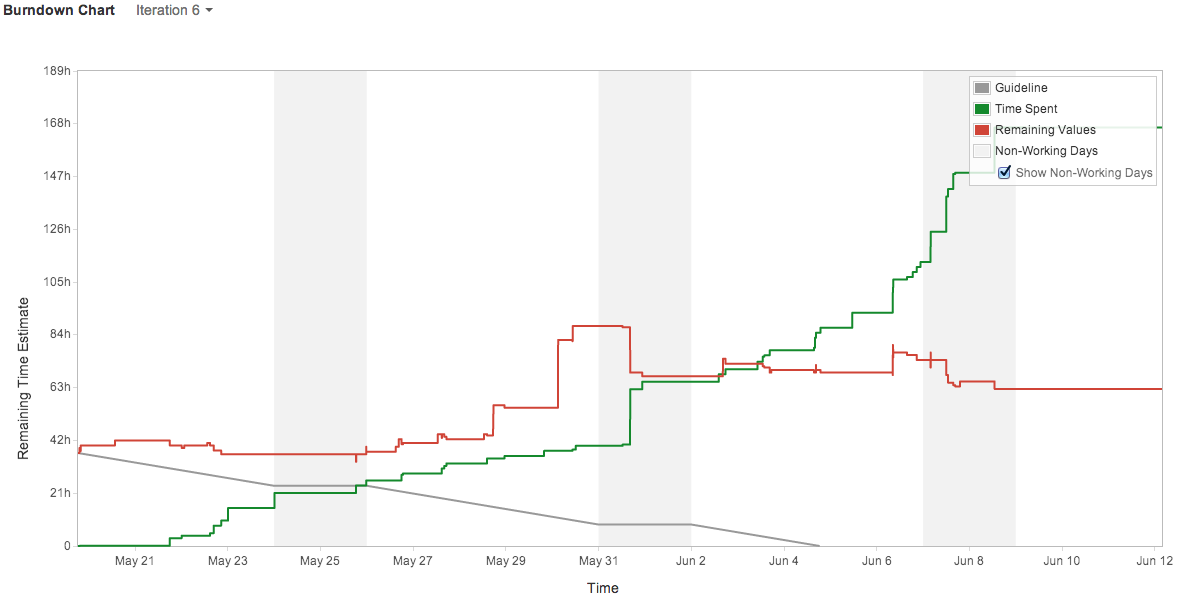 Burndown Chart Iteration 6
189h
168h
147h
126h
105h
84h
63h
42h
21h
0
Remaining Time Estimate
Guideline
Time Spent
Remaining Values
Non-Working Days
Show Non-Working Days
May 21 May 23 May 25 May 27 May 29 May 31 Jun 2 Jun 4 Jun 6 Jun 8 Jun 10 Jun 12
Time